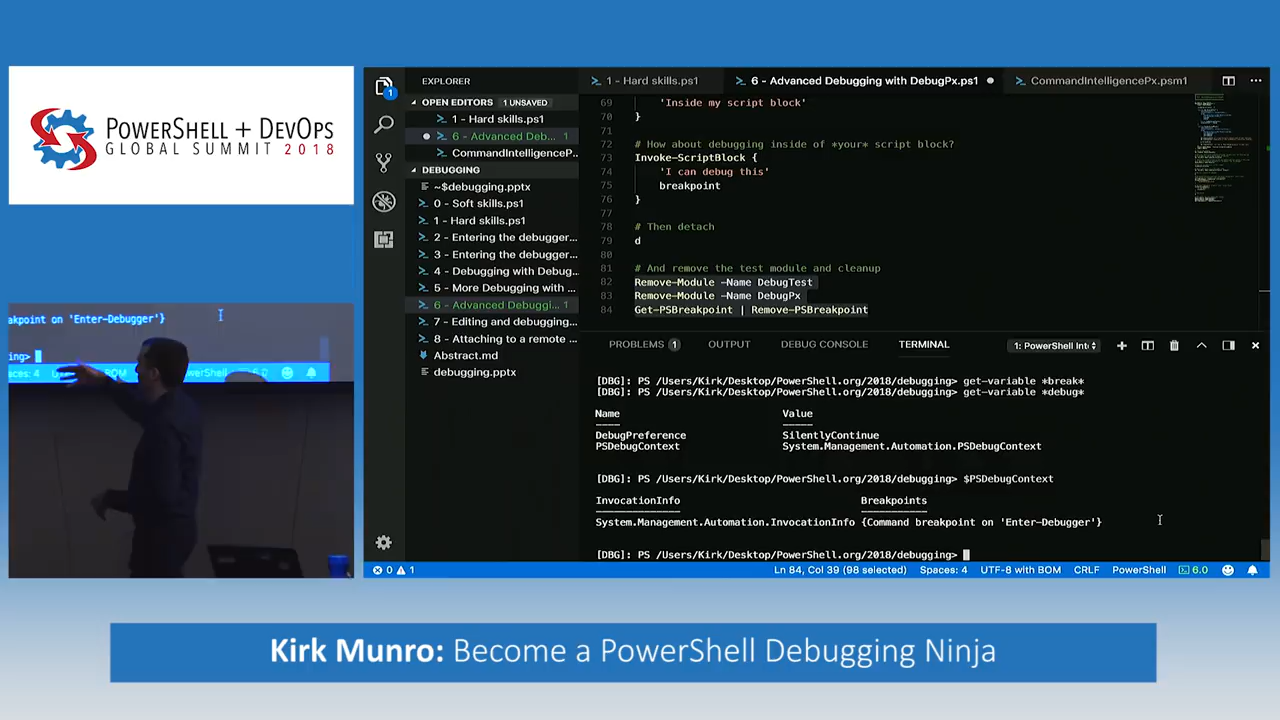 PowerShell + DevOps
GLOBAL SUMMIT 2018
akpoint on 'Enter-Debugger'}
ing>
EXPLORER
OPEN EDITORS 1 UNSAVED
1 - Hard skills.ps1
6 - Advanced Deb... 1
CommandIntelligenceP...
DEBUGGING
~$debugging.pptx
0 - Soft skills.ps1
1 - Hard skills.ps1
2 - Entering the debugger...
3 - Entering the debugger...
4 - Debugging with Debug...
5 - More Debugging with ...
6 - Advanced Debuggi... 1
7 - Editing and debugging...
8 - Attaching to a remote ...
Abstract.md
debugging.pptx
1 - Hard skills.ps1
6 - Advanced Debugging with DebugPx.ps1
CommandIntelligencePx.psm1
69 'Inside my script block'
70 }
71
72 # How about debugging inside of *your* script block?
73 Invoke-ScriptBlock {
74 'I can debug this'
75 breakpoint
76 }
77
78 # Then detach
79 d
80
81 # And remove the test module and cleanup
82 Remove-Module -Name DebugTest
83 Remove-Module -Name DebugPx
84 Get-PSBreakpoint | Remove-PSBreakpoint
PROBLEMS 1 OUTPUT DEBUG CONSOLE TERMINAL 1: PowerShell Int
[DBG]: PS /Users/Kirk/Desktop/PowerShell.org/2018/debugging> get-variable *break*
[DBG]: PS /Users/Kirk/Desktop/PowerShell.org/2018/debugging> get-variable *debug*
Name Value
---- -----
DebugPreference SilentlyContinue
PSDebugContext System.Management.Automation.PSDebugContext
[DBG]: PS /Users/Kirk/Desktop/PowerShell.org/2018/debugging> $PSDebugContext
InvocationInfo Breakpoints
-------------- -----------
System.Management.Automation.InvocationInfo {Command breakpoint on 'Enter-Debugger'}
[DBG]: PS /Users/Kirk/Desktop/PowerShell.org/2018/debugging>
0 1 Ln 84, Col 39 (98 selected) Spaces: 4 UTF-8 with BOM CRLF PowerShell 6.0
Kirk Munro: Become a PowerShell Debugging Ninja